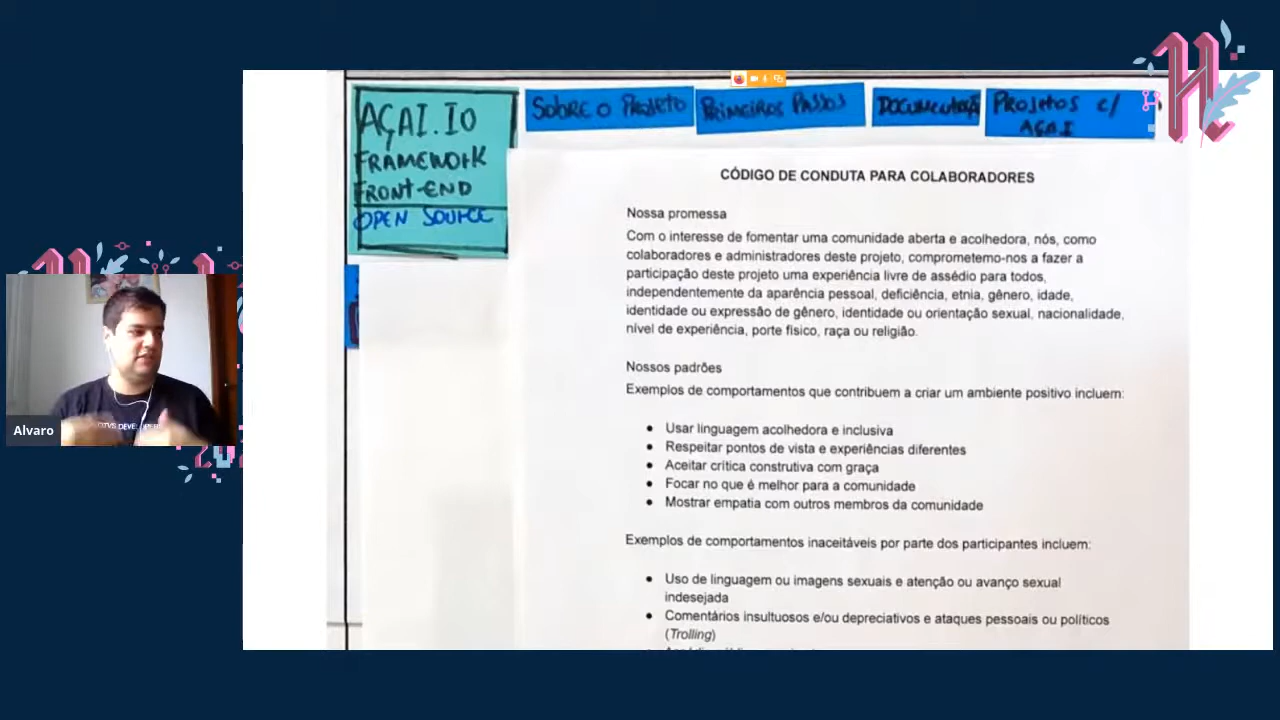 AÇAI.IO
FRAMEWORK
FRONT-END
OPEN SOURCE
SOBRE O PROJETO
PRIMEIROS PASSOS
DOCUMENTAÇÃO
PROJETOS C/
AÇAI
CÓDIGO DE CONDUTA PARA COLABORADORES
Nossa promessa
Com o interesse de fomentar uma comunidade aberta e acolhedora, nós, como
colaboradores e administradores deste projeto, comprometemo-nos a fazer a
participação deste projeto uma experiência livre de assédio para todos,
independentemente da aparência pessoal, deficiência, etnia, gênero, idade,
identidade ou expressão de gênero, identidade ou orientação sexual, nacionalidade,
nível de experiência, porte físico, raça ou religião.
Nossos padrões
Exemplos de comportamentos que contribuem a criar um ambiente positivo incluem:
● Usar linguagem acolhedora e inclusiva
● Respeitar pontos de vista e experiências diferentes
● Aceitar crítica construtiva com graça
● Focar no que é melhor para a comunidade
● Mostrar empatia com outros membros da comunidade
Exemplos de comportamentos inaceitáveis por parte dos participantes incluem:
● Uso de linguagem ou imagens sexuais e atenção ou avanço sexual
indesejada
● Comentários insultuosos e/ou depreciativos e ataques pessoais ou políticos
(Trolling)
Alvaro